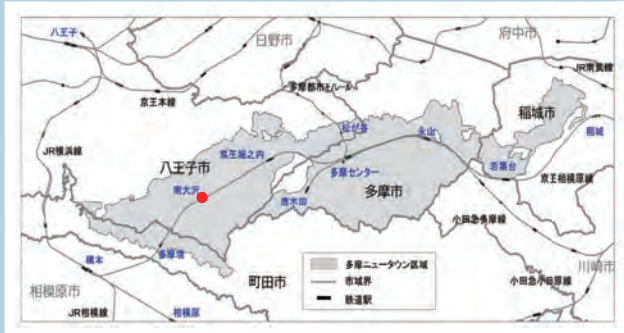 八王子
日野市
府中市
JR南武線
多摩都市モノレール
京王本線
稲城市
松が谷
永山
稲城
JR横浜線
京王堀之内
八王子市
若葉台
南大沢
多摩センター
京王相模原線
唐木田
多摩市
小田急多摩線
橋本
多摩境
町田市
川崎市
相模原市
多摩ニュータウン区域
市域界
鉄道駅
小田急小田原線
JR相模線
相模原